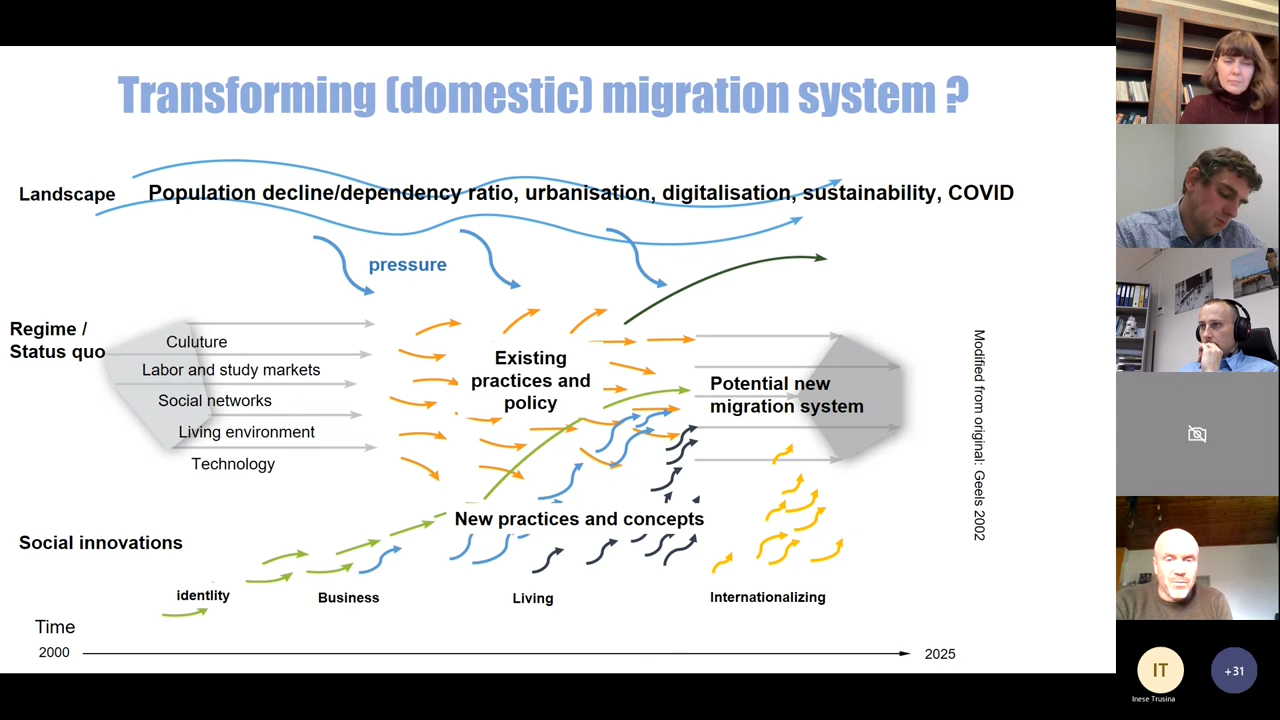 Transforming (domestic) migration system ?
Landscape
Population decline/dependency ratio, urbanisation, digitalisation, sustainability, COVID
pressure
Regime /
Status quo
Culuture
Labor and study markets
Social networks
Living environment
Technology
Existing
practices and
policy
Potential new
migration system
Modified from original: Geels 2002
New practices and concepts
Social innovations
identity
Business
Living
Internationalizing
Time
2000
2025
IT
Inese Trusina
+31